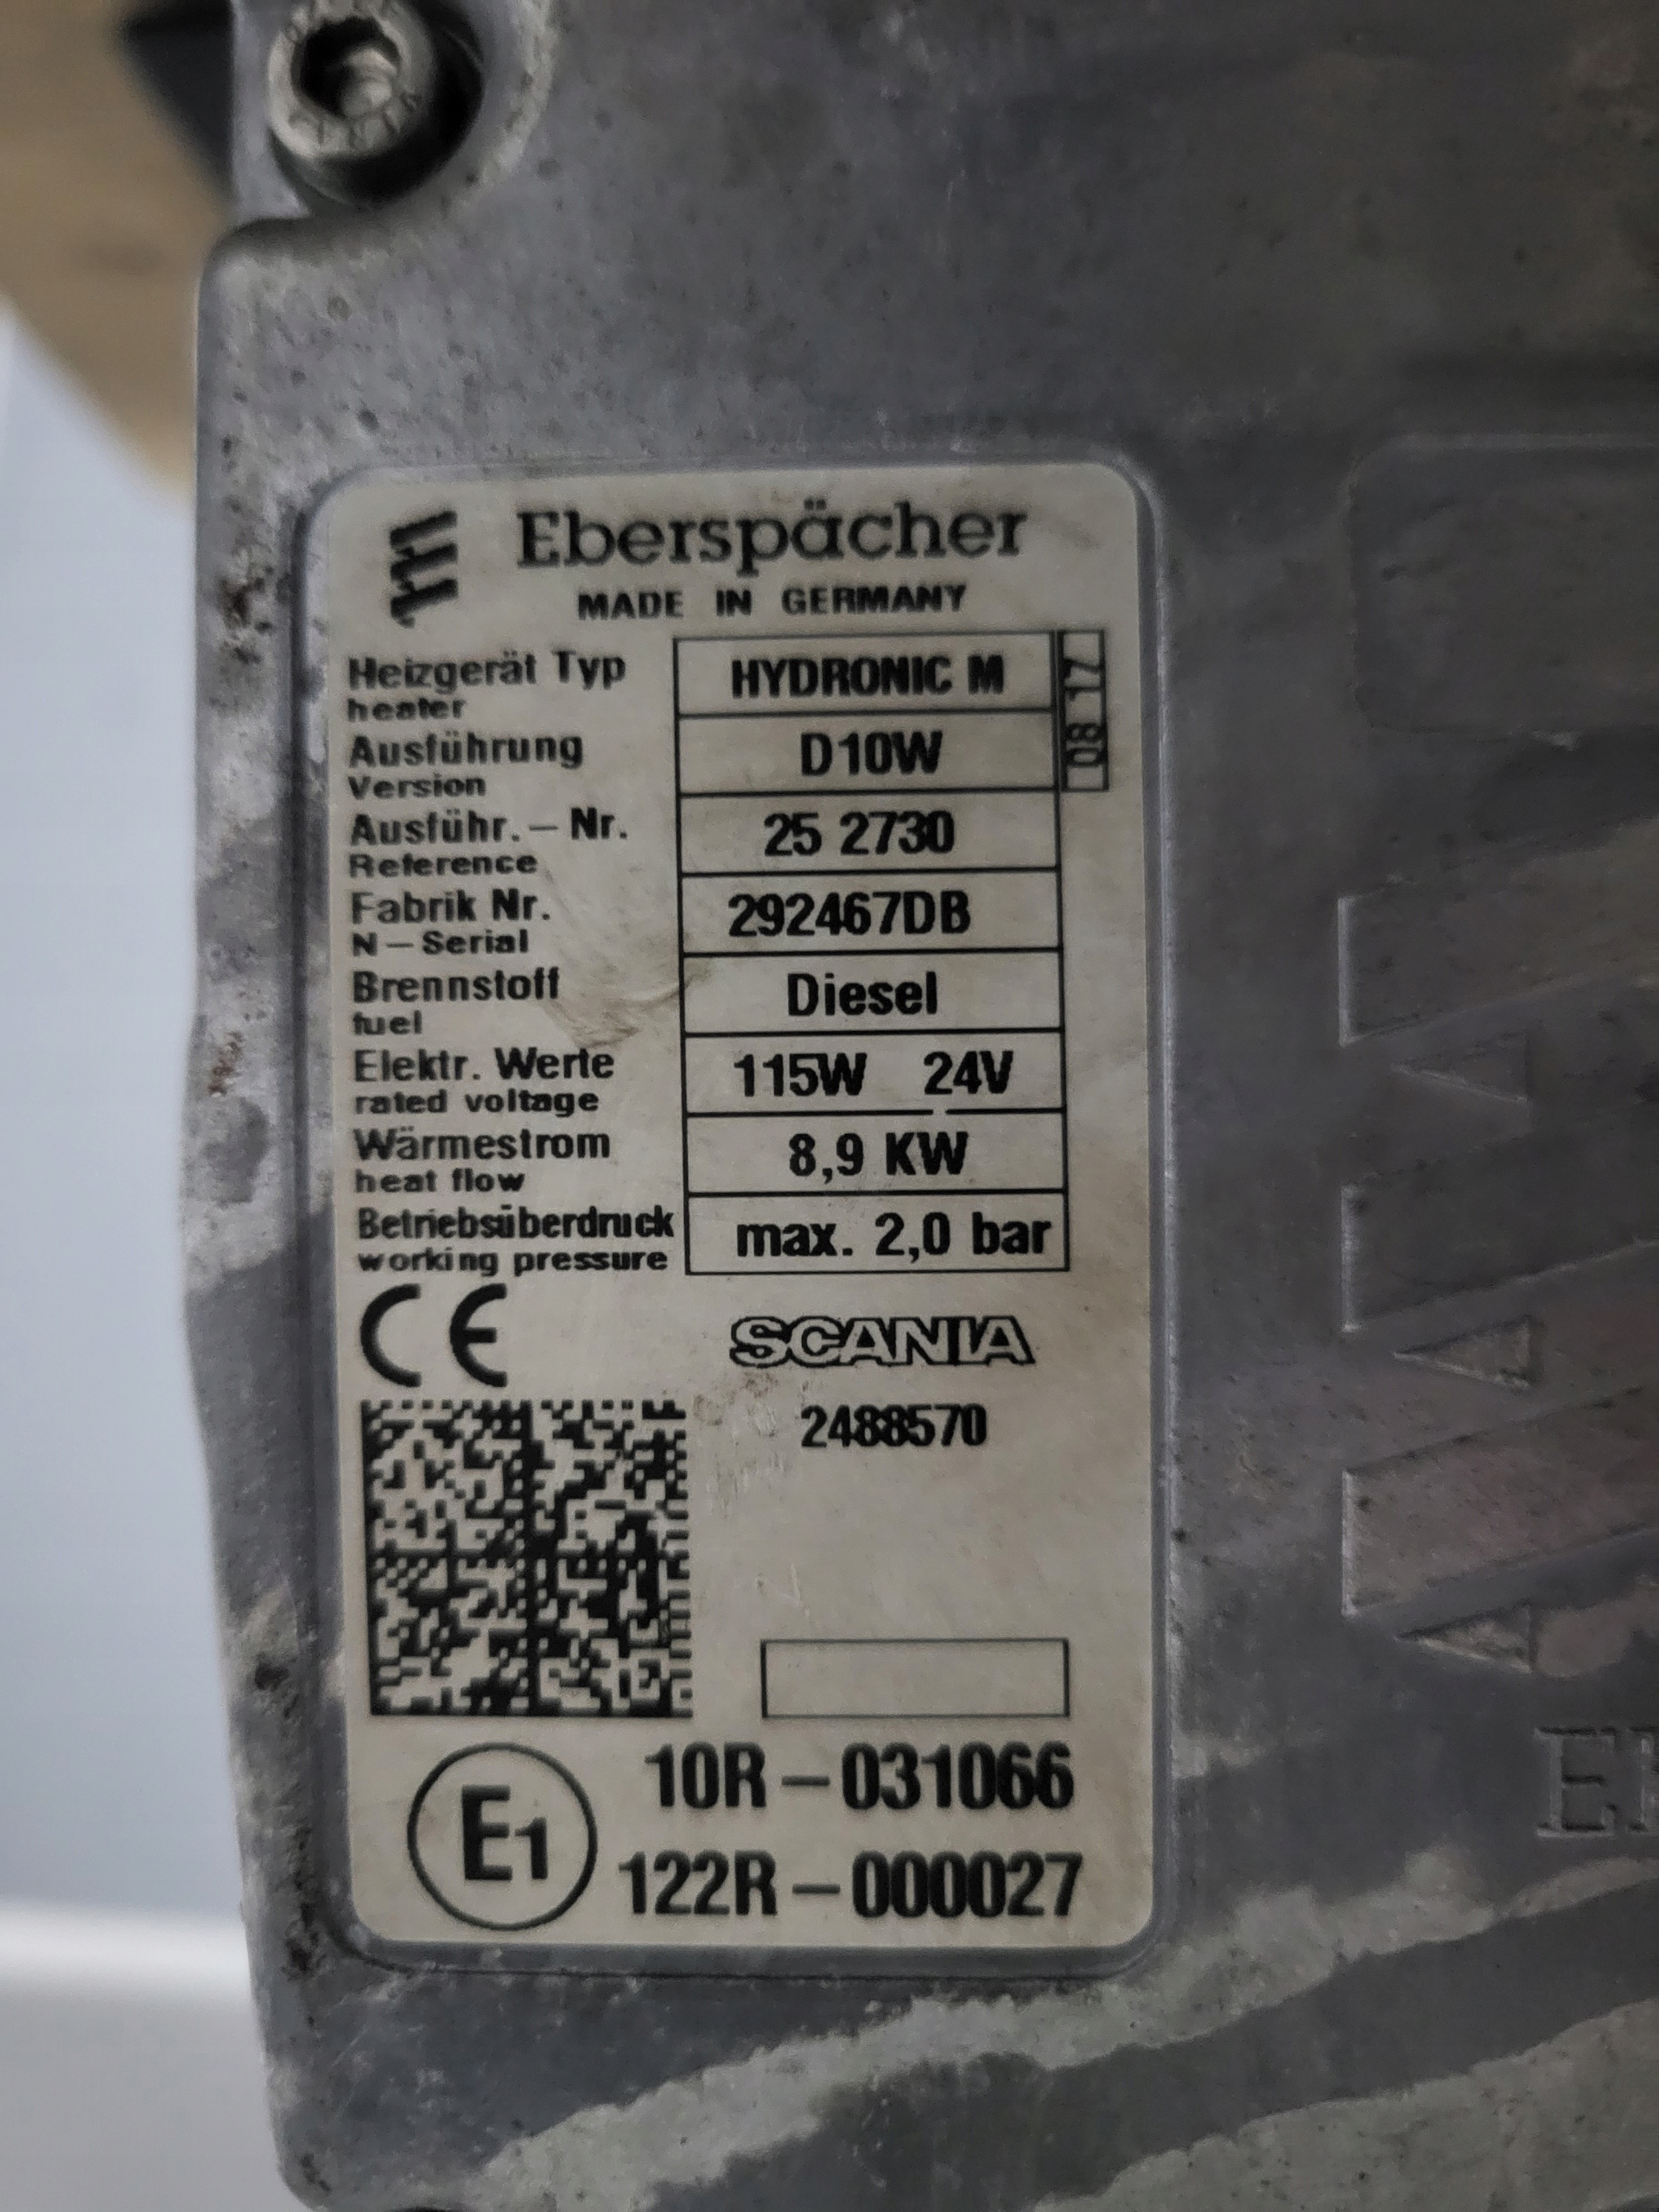 Eberspächer
MADE IN GERMANY
Heizgerät Typ HYDRONIC M
heater
08 17
Ausführung D10W
Version
Ausführ.–Nr. 25 2730
Reference
Fabrik Nr. 292467DB
N–Serial
Brennstoff Diesel
fuel
Elektr. Werte 115W 24V
rated voltage
Wärmestrom 8,9 KW
heat flow
Betriebsüberdruck max. 2,0 bar
working pressure
CE SCANIA
2488570
E1
10R–031066
122R–000027